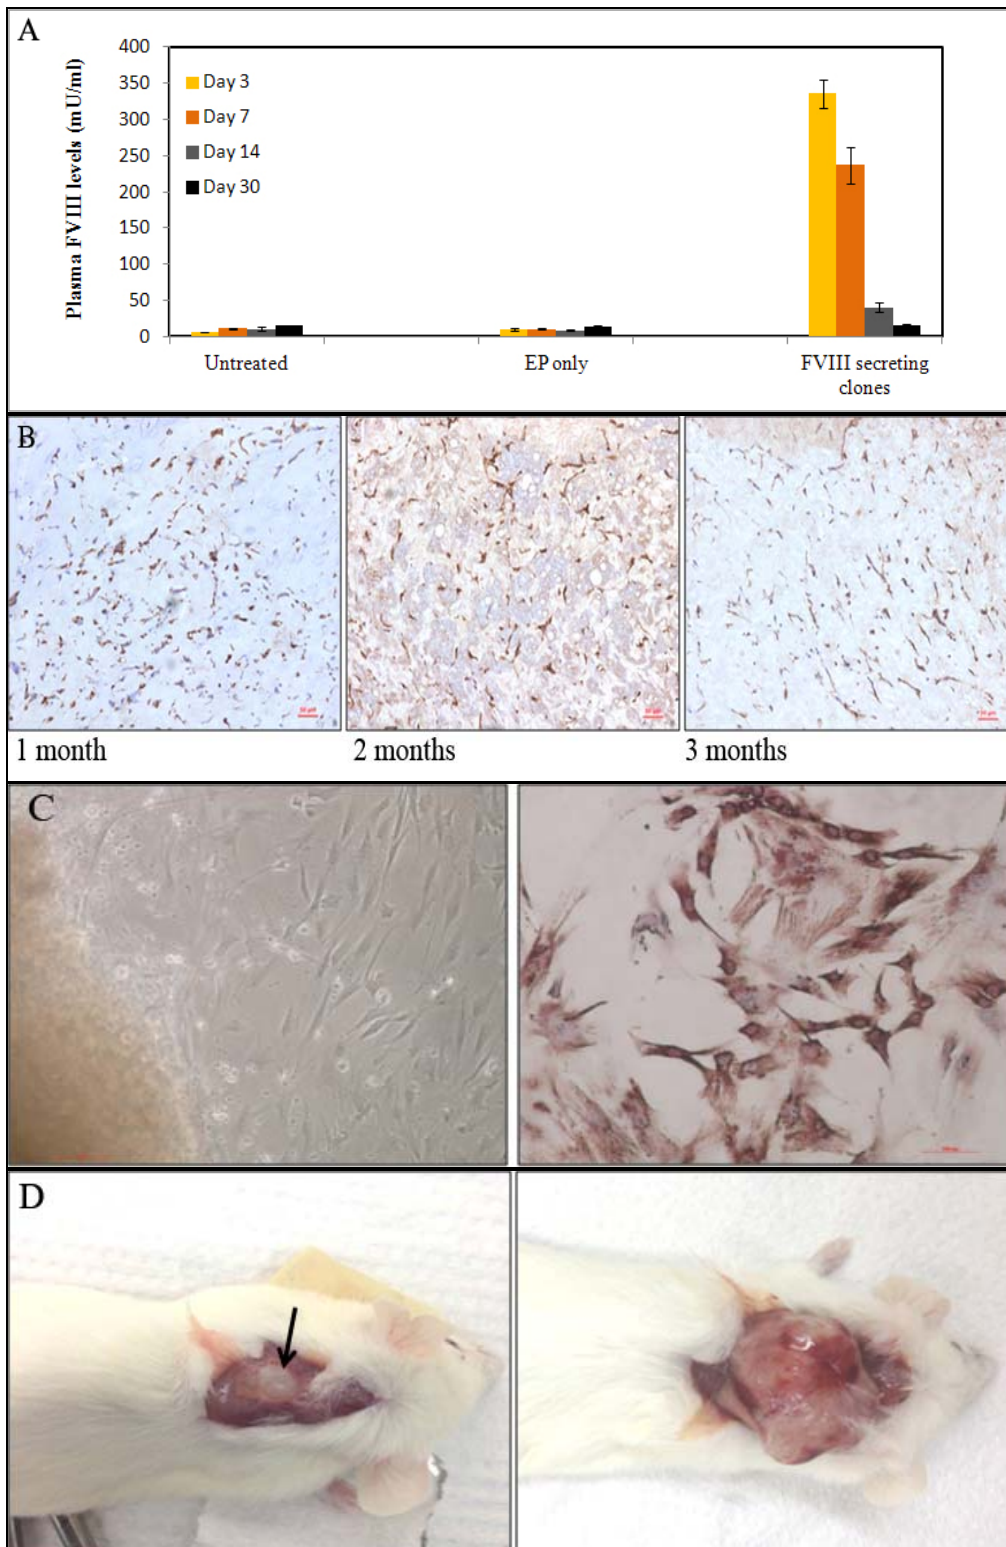 A
Plasma FVIII levels (mU/ml)
400
350
300
250
200
150
100
50
0
Day 3
Day 7
Day 14
Day 30
Untreated
EP only
FVIII secreting
clones
B
1 month
2 months
3 months
C
D